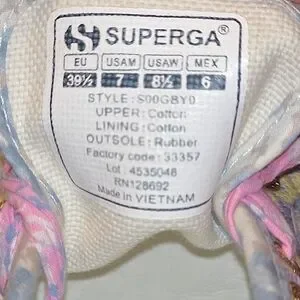 SUPERGA®
EU USAM USAW MEX
39½ 7 8½ 6
STYLE: S00GBY0
UPPER: Cotton
LINING: Cotton
OUTSOLE: Rubber
Factory code: 33357
Lot : 4535048
RN128692
Made in VIETNAM